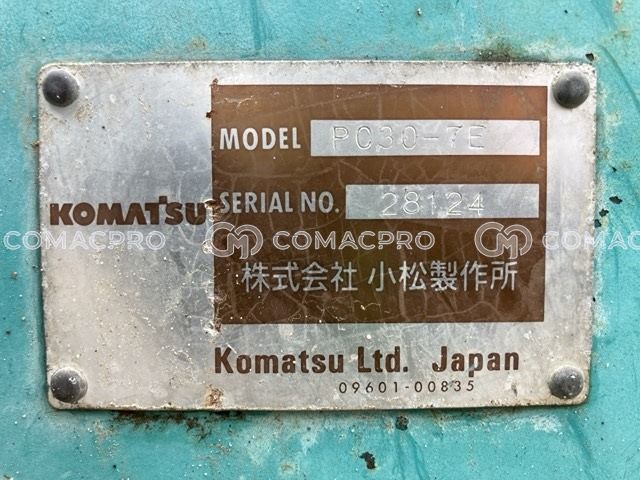 MODEL PC30-7E
KOMATSU SERIAL NO. 28124
COMACPRO COMACPRO COMACPRO
株式会社 小松製作所
Komatsu Ltd. Japan
09601-00835